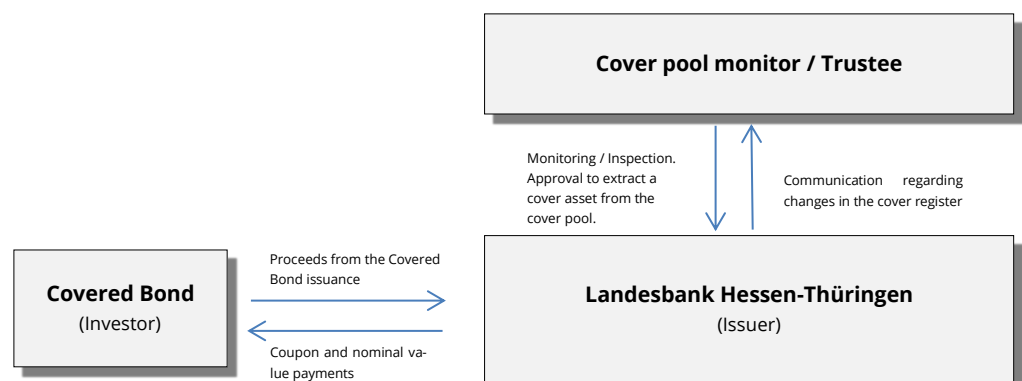 Cover pool monitor / Trustee
Monitoring / Inspection.
Approval to extract a
cover asset from the
cover pool.
Communication regarding
changes in the cover register
Proceeds from the Covered
Bond issuance
Covered Bond
(Investor)
Landesbank Hessen-Thüringen
(Issuer)
Coupon and nominal va-
lue payments